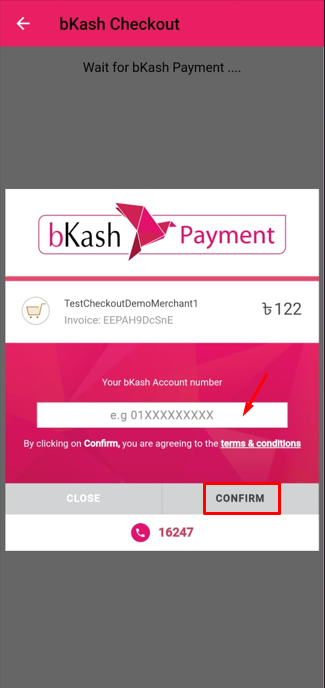 bKash Checkout
Wait for bKash Payment ....
bKash Payment
TestCheckoutDemoMerchant1
৳ 122
Invoice: EEPAH9DcSnE
Your bKash Account number
e.g 01XXXXXXXXX
By clicking on Confirm, you are agreeing to the terms & conditions
CLOSE
CONFIRM
16247